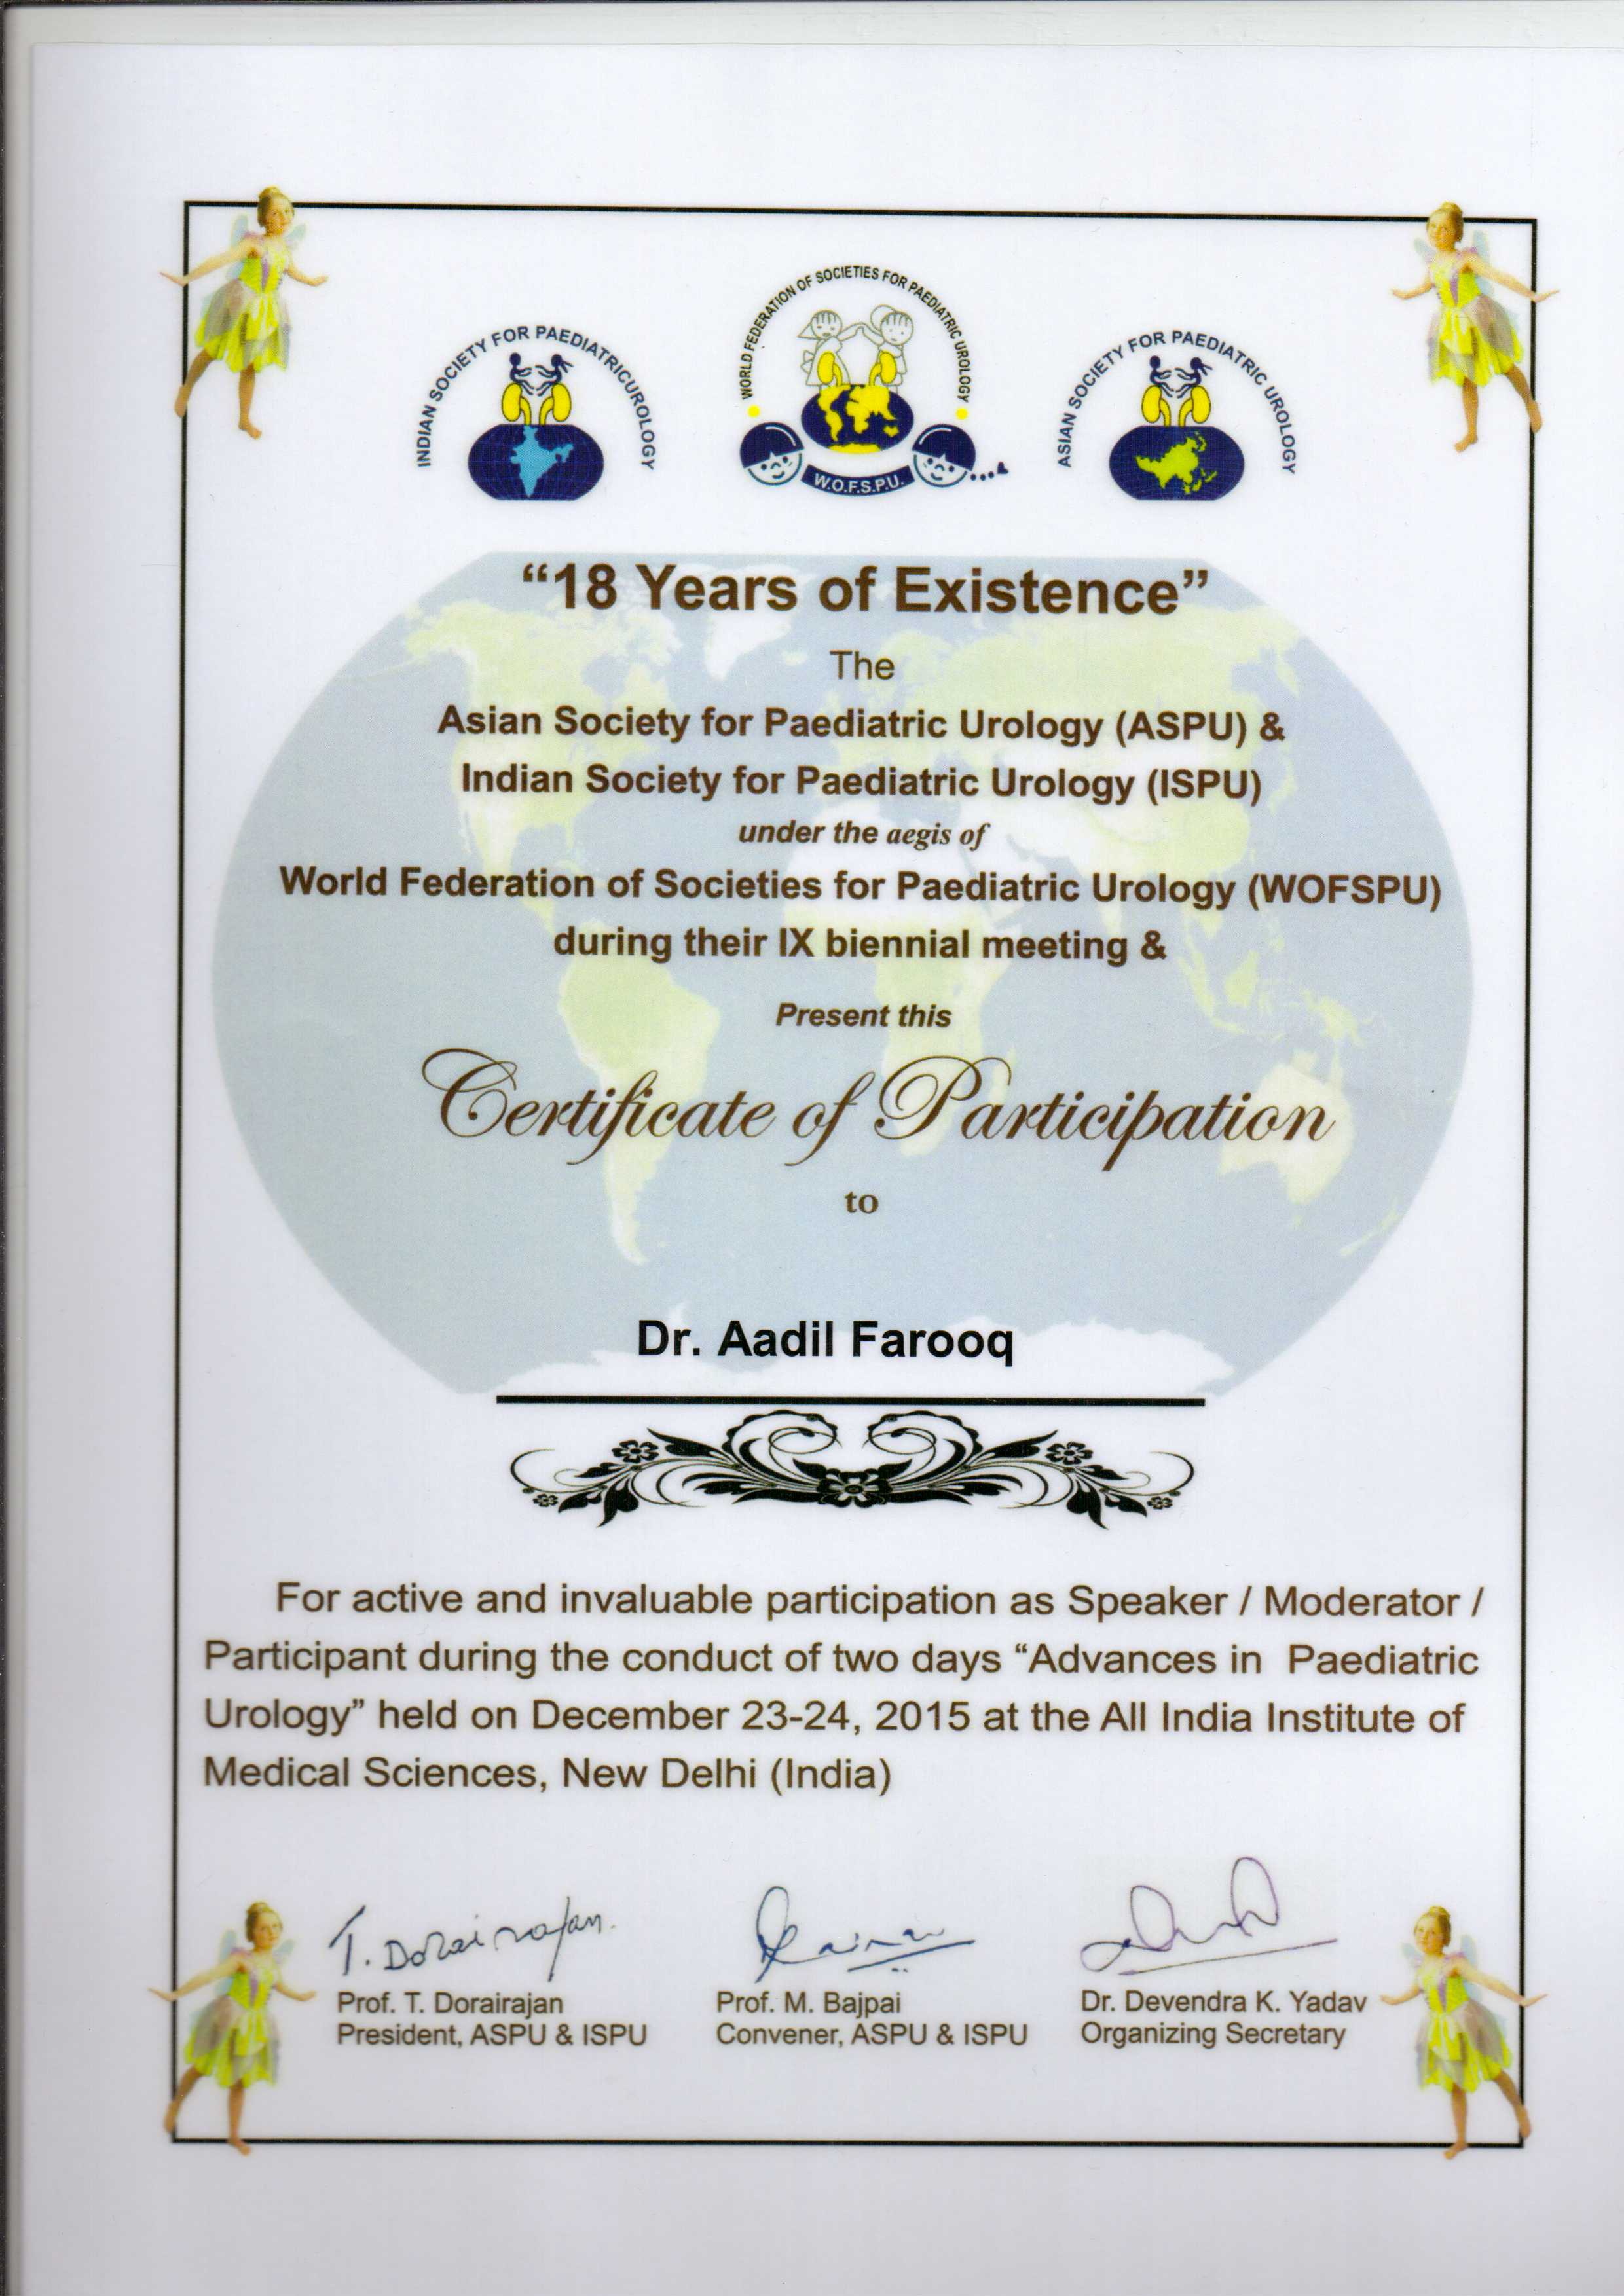 INDIAN SOCIETY FOR PAEDIATRICUROLOGY
WORLD FEDERATION OF SOCIETIES FOR PAEDIATRIC UROLOGY
W.O.F.S.P.U.
ASIAN SOCIETY FOR PAEDIATRIC UROLOGY
“18 Years of Existence”
The
Asian Society for Paediatric Urology (ASPU) &
Indian Society for Paediatric Urology (ISPU)
under the aegis of
World Federation of Societies for Paediatric Urology (WOFSPU)
during their IX biennial meeting &
Present this
Certificate of Participation
to
Dr. Aadil Farooq
For active and invaluable participation as Speaker / Moderator /
Participant during the conduct of two days “Advances in Paediatric
Urology” held on December 23-24, 2015 at the All India Institute of
Medical Sciences, New Delhi (India)
T. Dorairajan.
Prof. T. Dorairajan
President, ASPU & ISPU
Prof. M. Bajpai
Convener, ASPU & ISPU
Dr. Devendra K. Yadav
Organizing Secretary